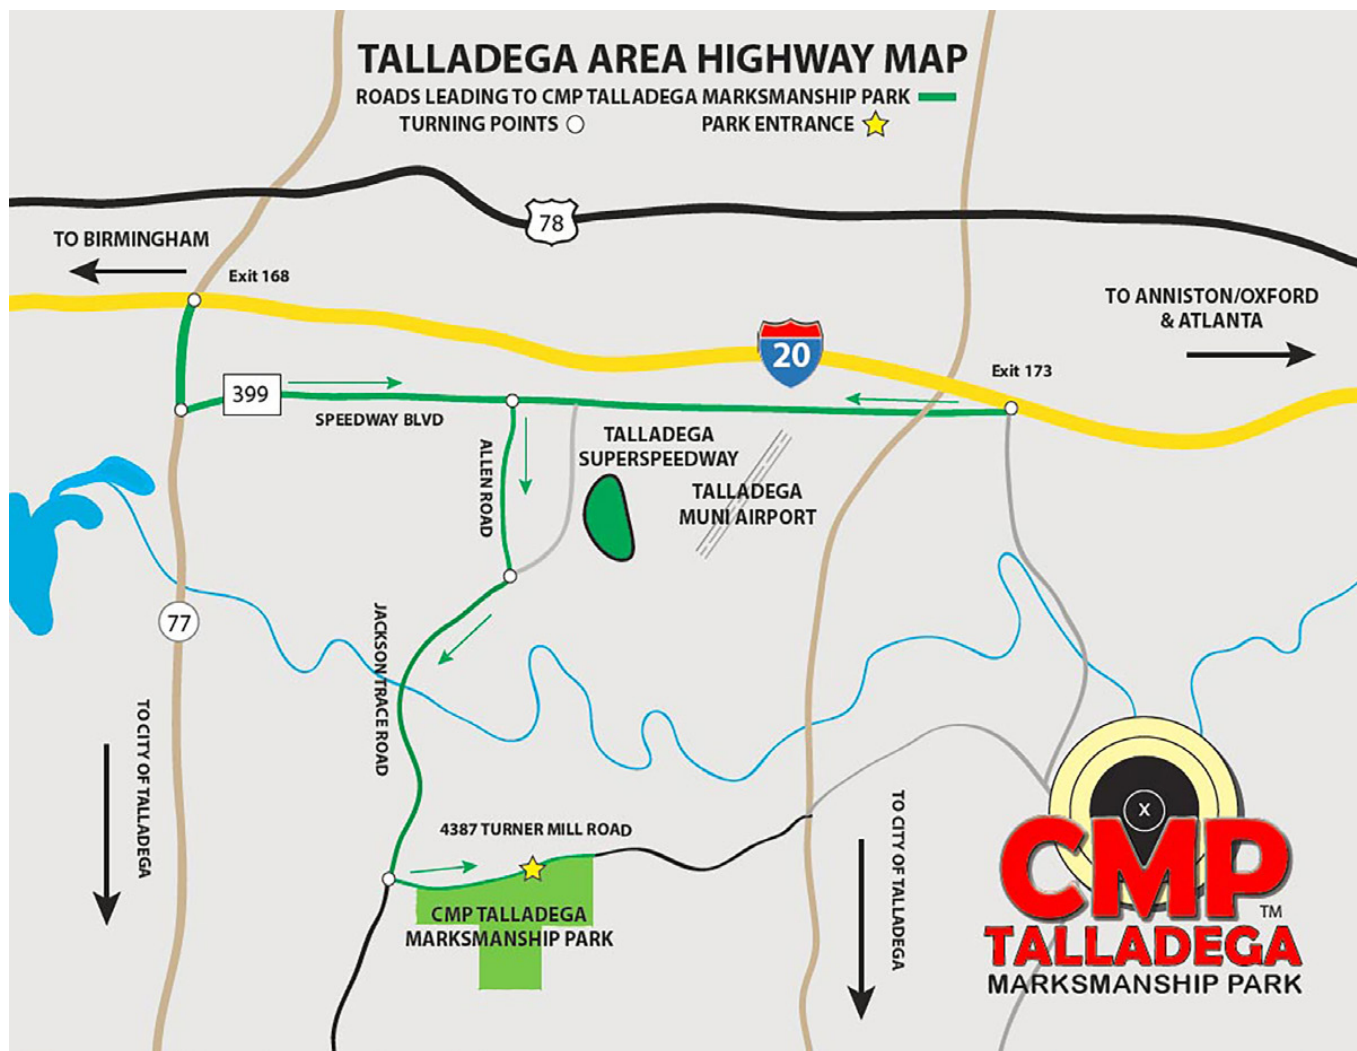 TALLADEGA AREA HIGHWAY MAP
ROADS LEADING TO CMP TALLADEGA MARKSMANSHIP PARK
TURNING POINTS
PARK ENTRANCE
78
TO BIRMINGHAM
Exit 168
TO ANNISTON/OXFORD
& ATLANTA
20
Exit 173
399
SPEEDWAY BLVD
ALLEN ROAD
TALLADEGA
SUPERSPEEDWAY
TALLADEGA
MUNI AIRPORT
77
JACKSON TRACE ROAD
TO CITY OF TALLADEGA
4387 TURNER MILL ROAD
CMP TALLADEGA
MARKSMANSHIP PARK
TO CITY OF TALLADEGA
X
CMP
TM
TALLADEGA
MARKSMANSHIP PARK